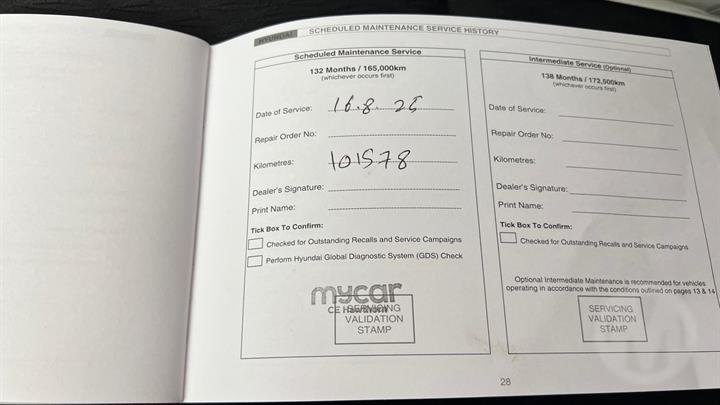 HYUNDAI SCHEDULED MAINTENANCE SERVICE HISTORY
Scheduled Maintenance Service
132 Months / 165,000km
(whichever occurs first)
Date of Service: 16.8.25
Repair Order No:
Kilometres: 101578
Dealer's Signature:
Print Name:
Tick Box To Confirm:
Checked for Outstanding Recalls and Service Campaigns
Perform Hyundai Global Diagnostic System (GDS) Check
mycar
CE Hawthorn
SERVICING
VALIDATION
STAMP
Intermediate Service (Optional)
138 Months / 172,500km
(whichever occurs first)
Date of Service:
Repair Order No:
Kilometres:
Dealer's Signature:
Print Name:
Tick Box To Confirm:
Checked for Outstanding Recalls and Service Campaigns
Optional Intermediate Maintenance is recommended for vehicles
operating in accordance with the conditions outlined on pages 13 & 14
SERVICING
VALIDATION
STAMP
28